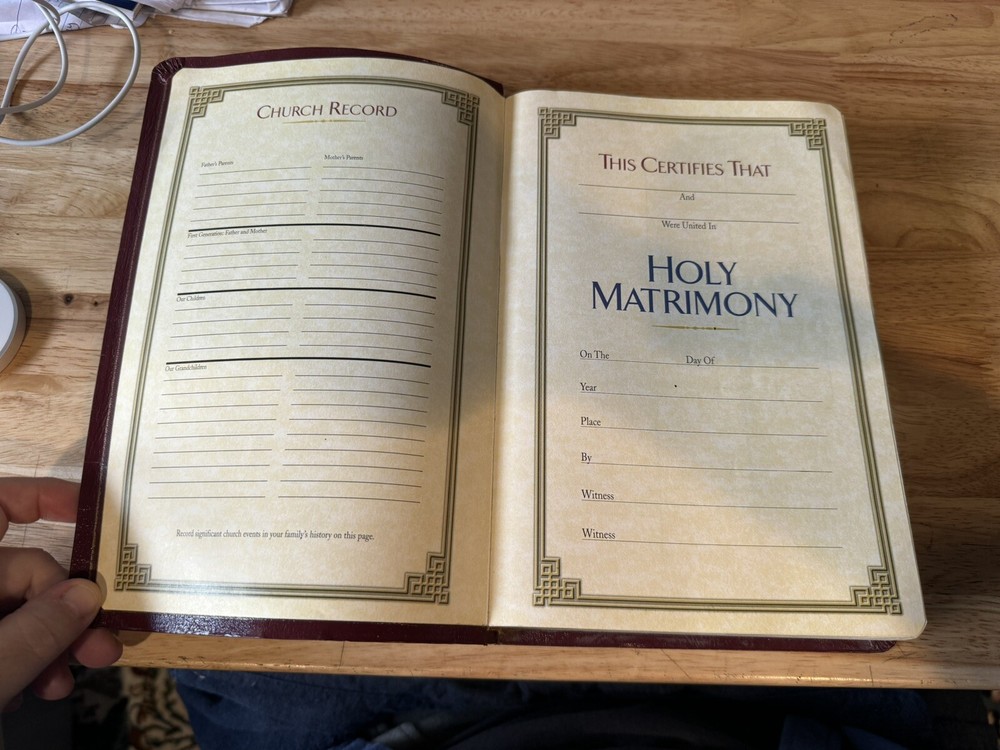 CHURCH RECORD
Father's Parents
Mother's Parents
First Generation: Father and Mother
Our Children
Our Grandchildren
Record significant church events in your family's history on this page.
THIS CERTIFIES THAT
And
Were United In
HOLY
MATRIMONY
On The Day Of
Year
Place
By
Witness
Witness